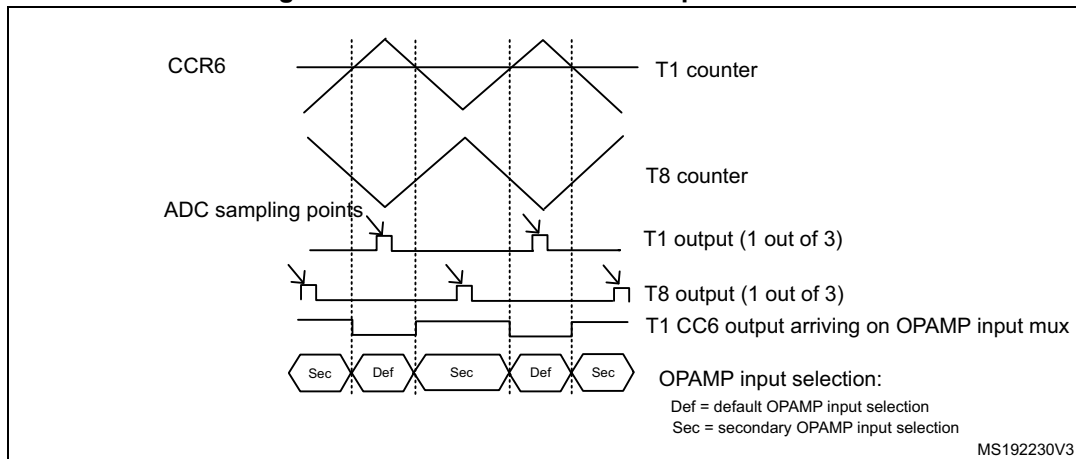 CCR6
T1 counter
T8 counter
ADC sampling points
T1 output (1 out of 3)
T8 output (1 out of 3)
T1 CC6 output arriving on OPAMP input mux
Sec Def Sec Def Sec
OPAMP input selection:
Def = default OPAMP input selection
Sec = secondary OPAMP input selection
MS192230V3